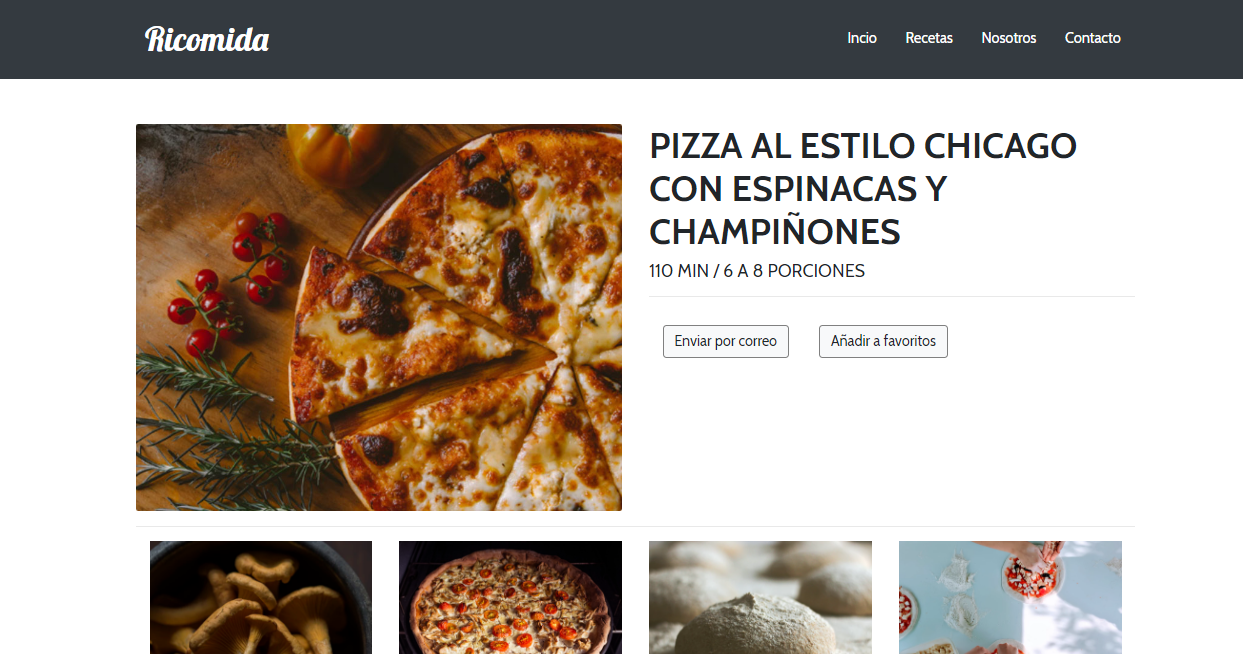 Ricomida
Incio Recetas Nosotros Contacto
PIZZA AL ESTILO CHICAGO
CON ESPINACAS Y
CHAMPIÑONES
110 MIN / 6 A 8 PORCIONES
Enviar por correo Añadir a favoritos